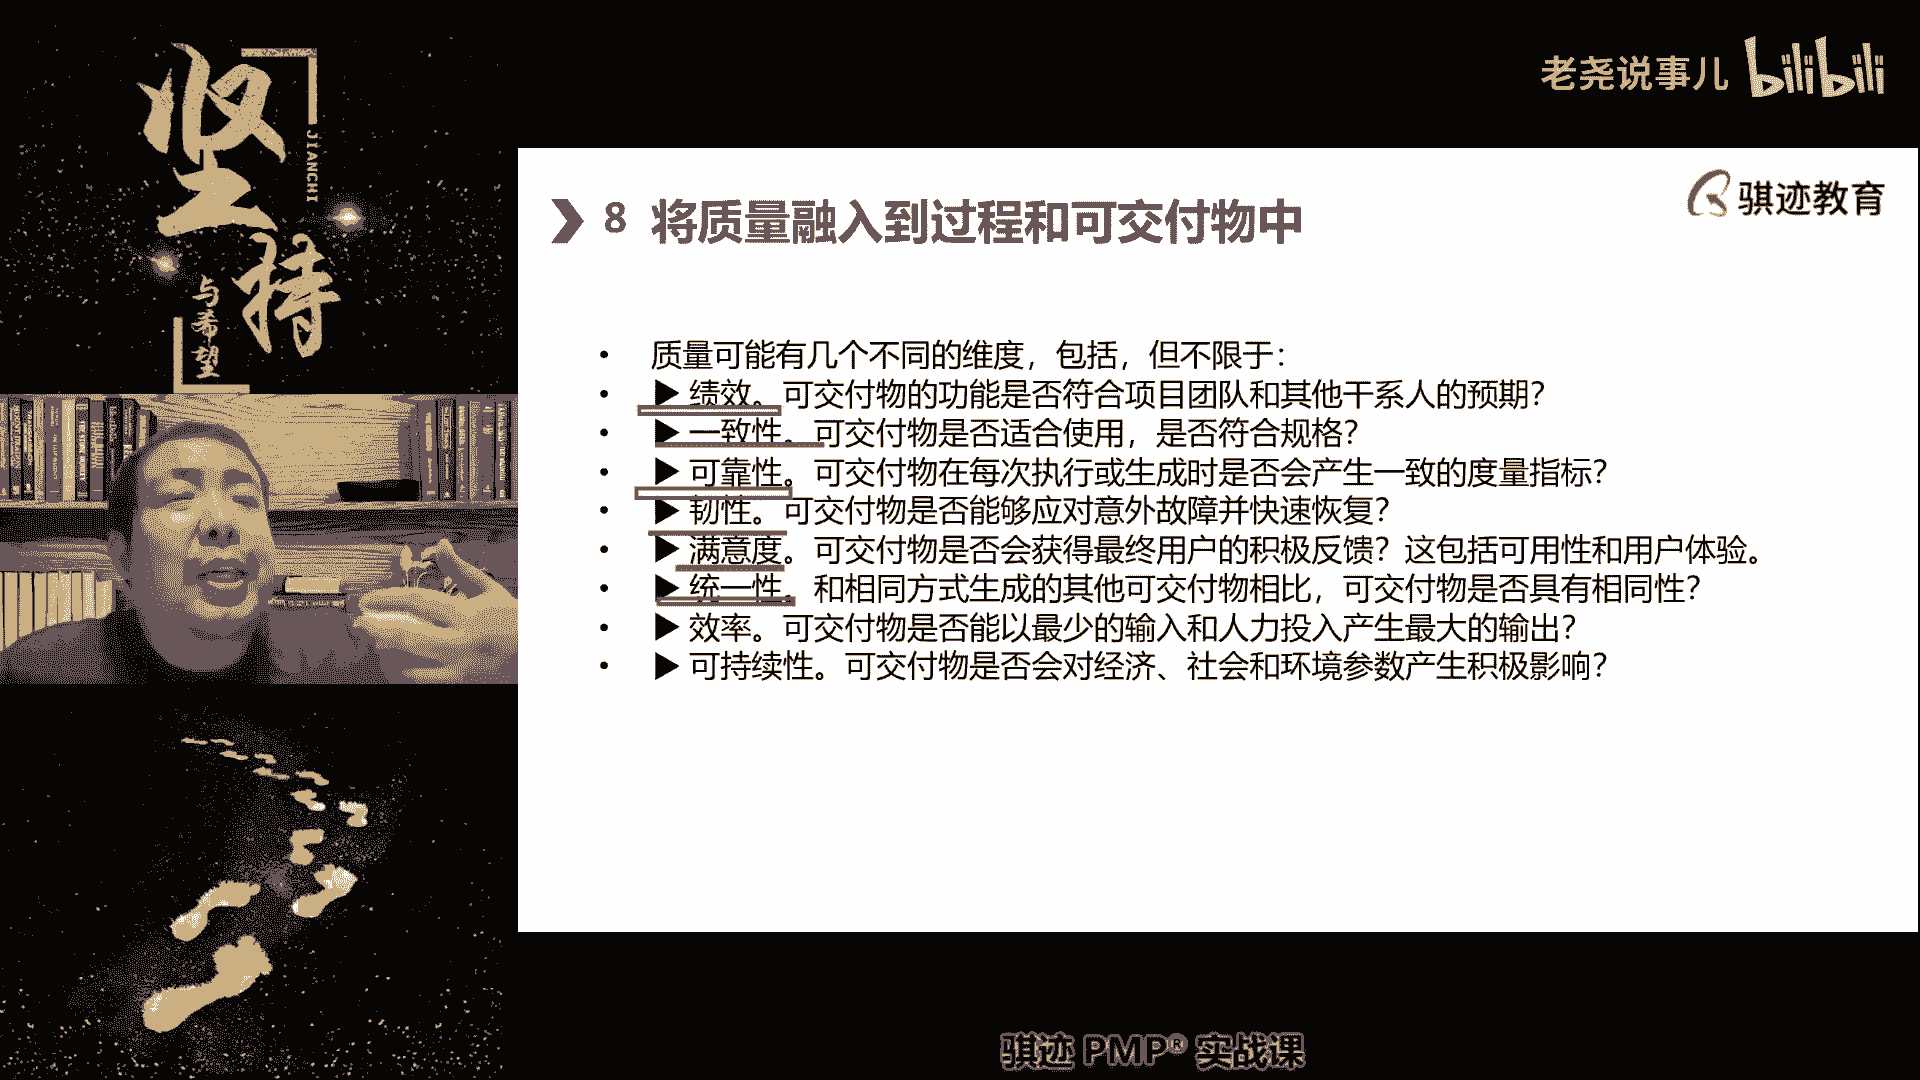 坚持
JIANCHI
与希望
老尧说事儿 bilibili
骐迹教育
8 将质量融入到过程和可交付物中
• 质量可能有几个不同的维度，包括，但不限于：
• ▶ 绩效。可交付物的功能是否符合项目团队和其他干系人的预期？
• ▶ 一致性。可交付物是否适合使用，是否符合规格？
• ▶ 可靠性。可交付物在每次执行或生成时是否会产生一致的度量指标？
• ▶ 韧性。可交付物是否能够应对意外故障并快速恢复？
• ▶ 满意度。可交付物是否会获得最终用户的积极反馈？这包括可用性和用户体验。
• ▶ 统一性。和相同方式生成的其他可交付物相比，可交付物是否具有相同性？
• ▶ 效率。可交付物是否能以最少的输入和人力投入产生最大的输出？
• ▶ 可持续性。可交付物是否会对经济、社会和环境参数产生积极影响？
骐迹 PMP® 实战课